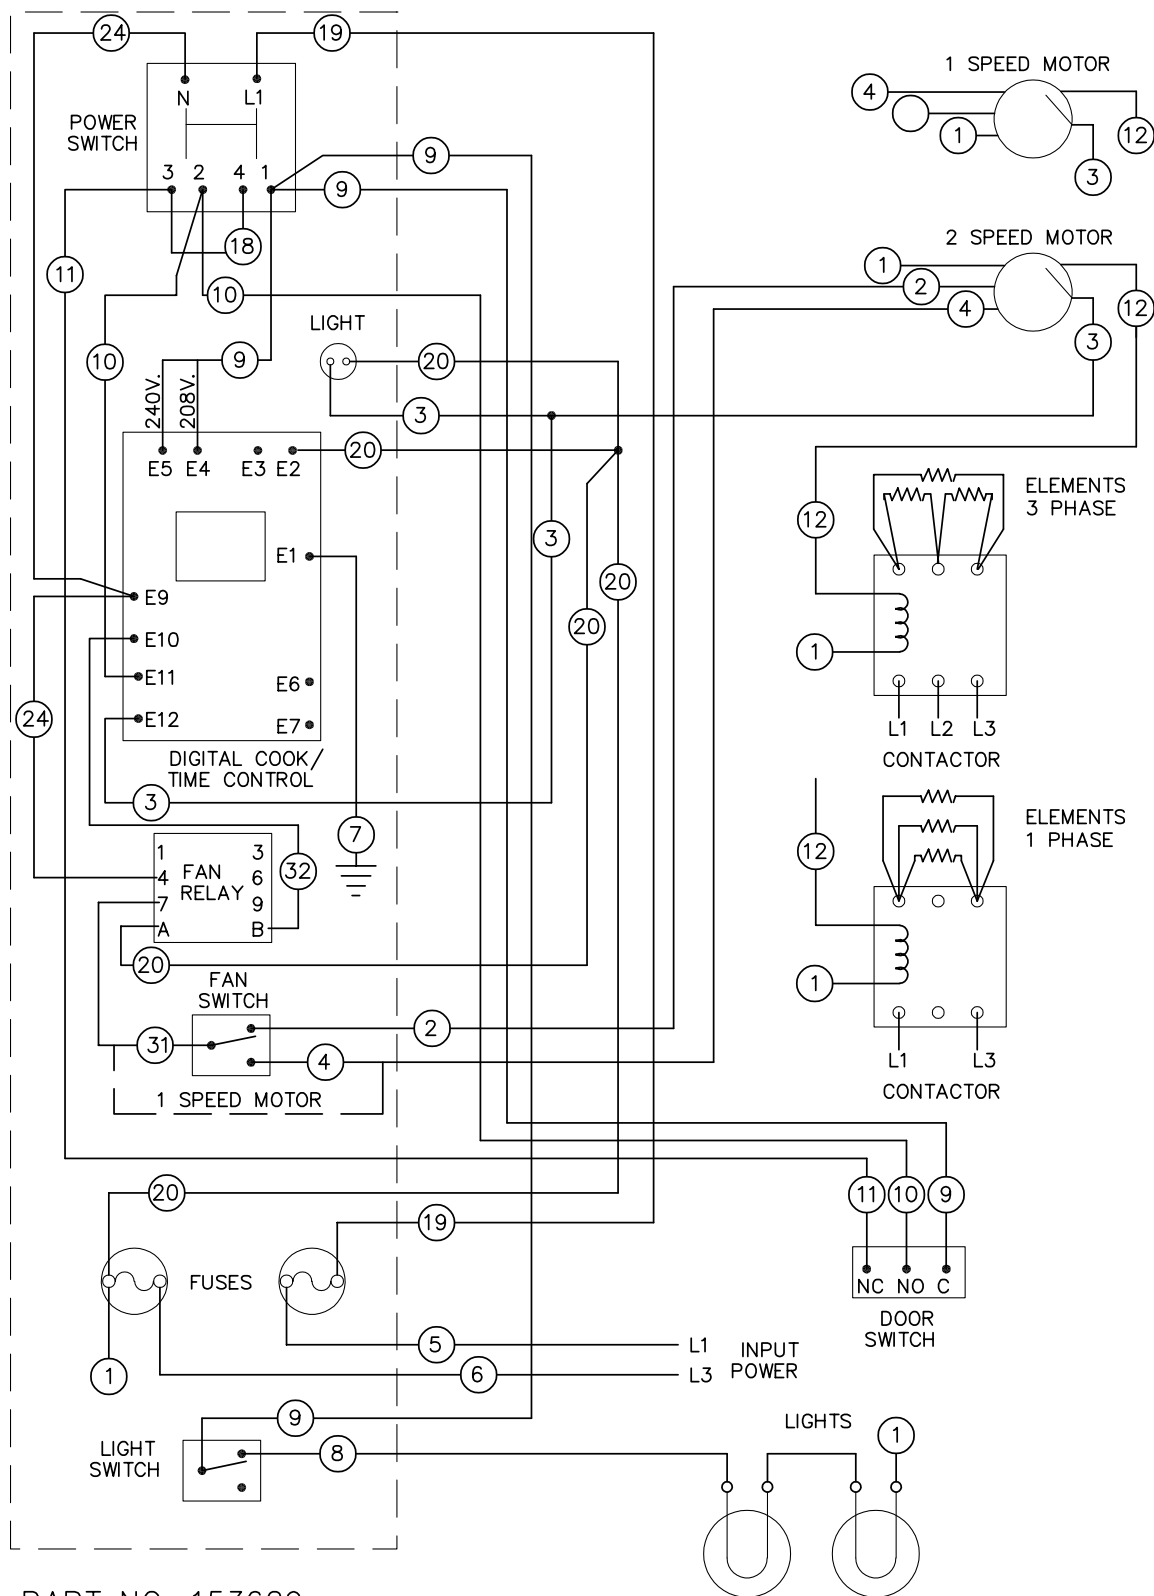 24
19
1 SPEED MOTOR
4
1
12
3
N
L1
POWER
SWITCH
3 2 4 1
9
9
18
11
10
2 SPEED MOTOR
1
2
4
12
3
LIGHT
20
10
9
240V.
208V.
3
E5 E4 E3 E2
20
ELEMENTS
3 PHASE
12
E1
3
20
20
E9
E10
E11
E12
E6
E7
1
24
L1 L2 L3
CONTACTOR
DIGITAL COOK/
TIME CONTROL
3
7
ELEMENTS
1 PHASE
12
1 3
4 FAN 6
RELAY
7 9
A B
32
20
FAN
SWITCH
1
2
31
4
L1 L3
CONTACTOR
1 SPEED MOTOR
20
11 10 9
19
FUSES
NC NO C
DOOR
SWITCH
5
L1
INPUT
POWER
1
6
L3
9
LIGHTS
1
LIGHT
SWITCH
8